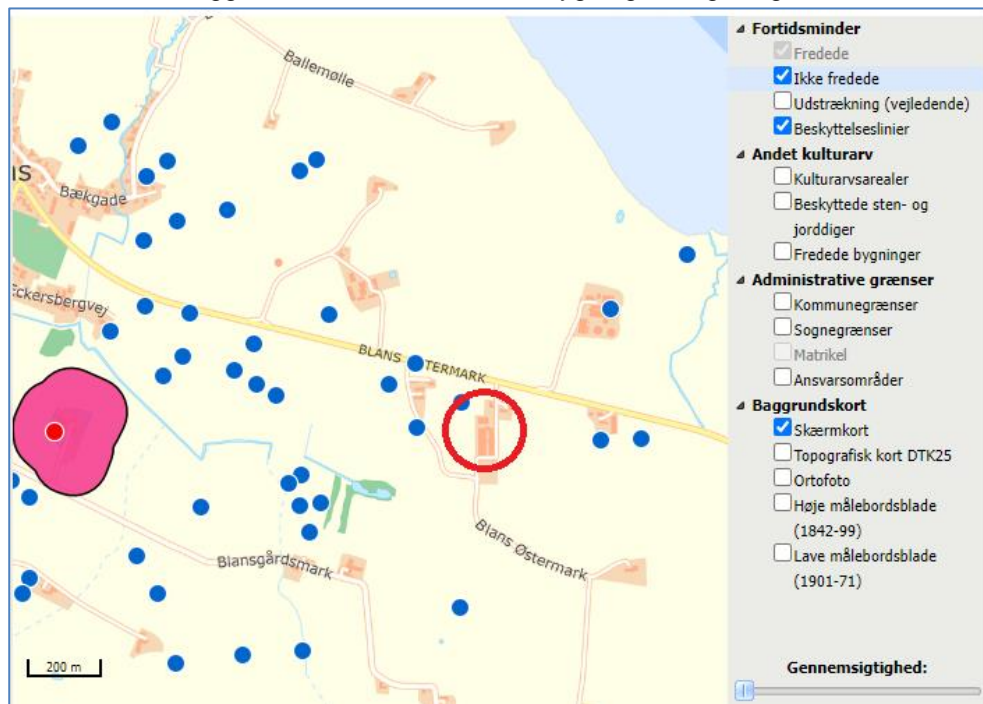 Ballemølle
Bækgade
Eckersbergvej
BLANS
TERMARK
Blans Østermark
Blansgårdsmark
200 m
Fortidsminder
Fredede
Ikke fredede
Udstrækning (vejledende)
Beskyttelseslinier
Andet kulturarv
Kulturarvsarealer
Beskyttede sten- og
jorddiger
Fredede bygninger
Administrative grænser
Kommunegrænser
Sognegrænser
Matrikel
Ansvarsområder
Baggrundskort
Skærmkort
Topografisk kort DTK25
Ortofoto
Høje målebordsblade
(1842-99)
Lave målebordsblade
(1901-71)
Gennemsigtighed: